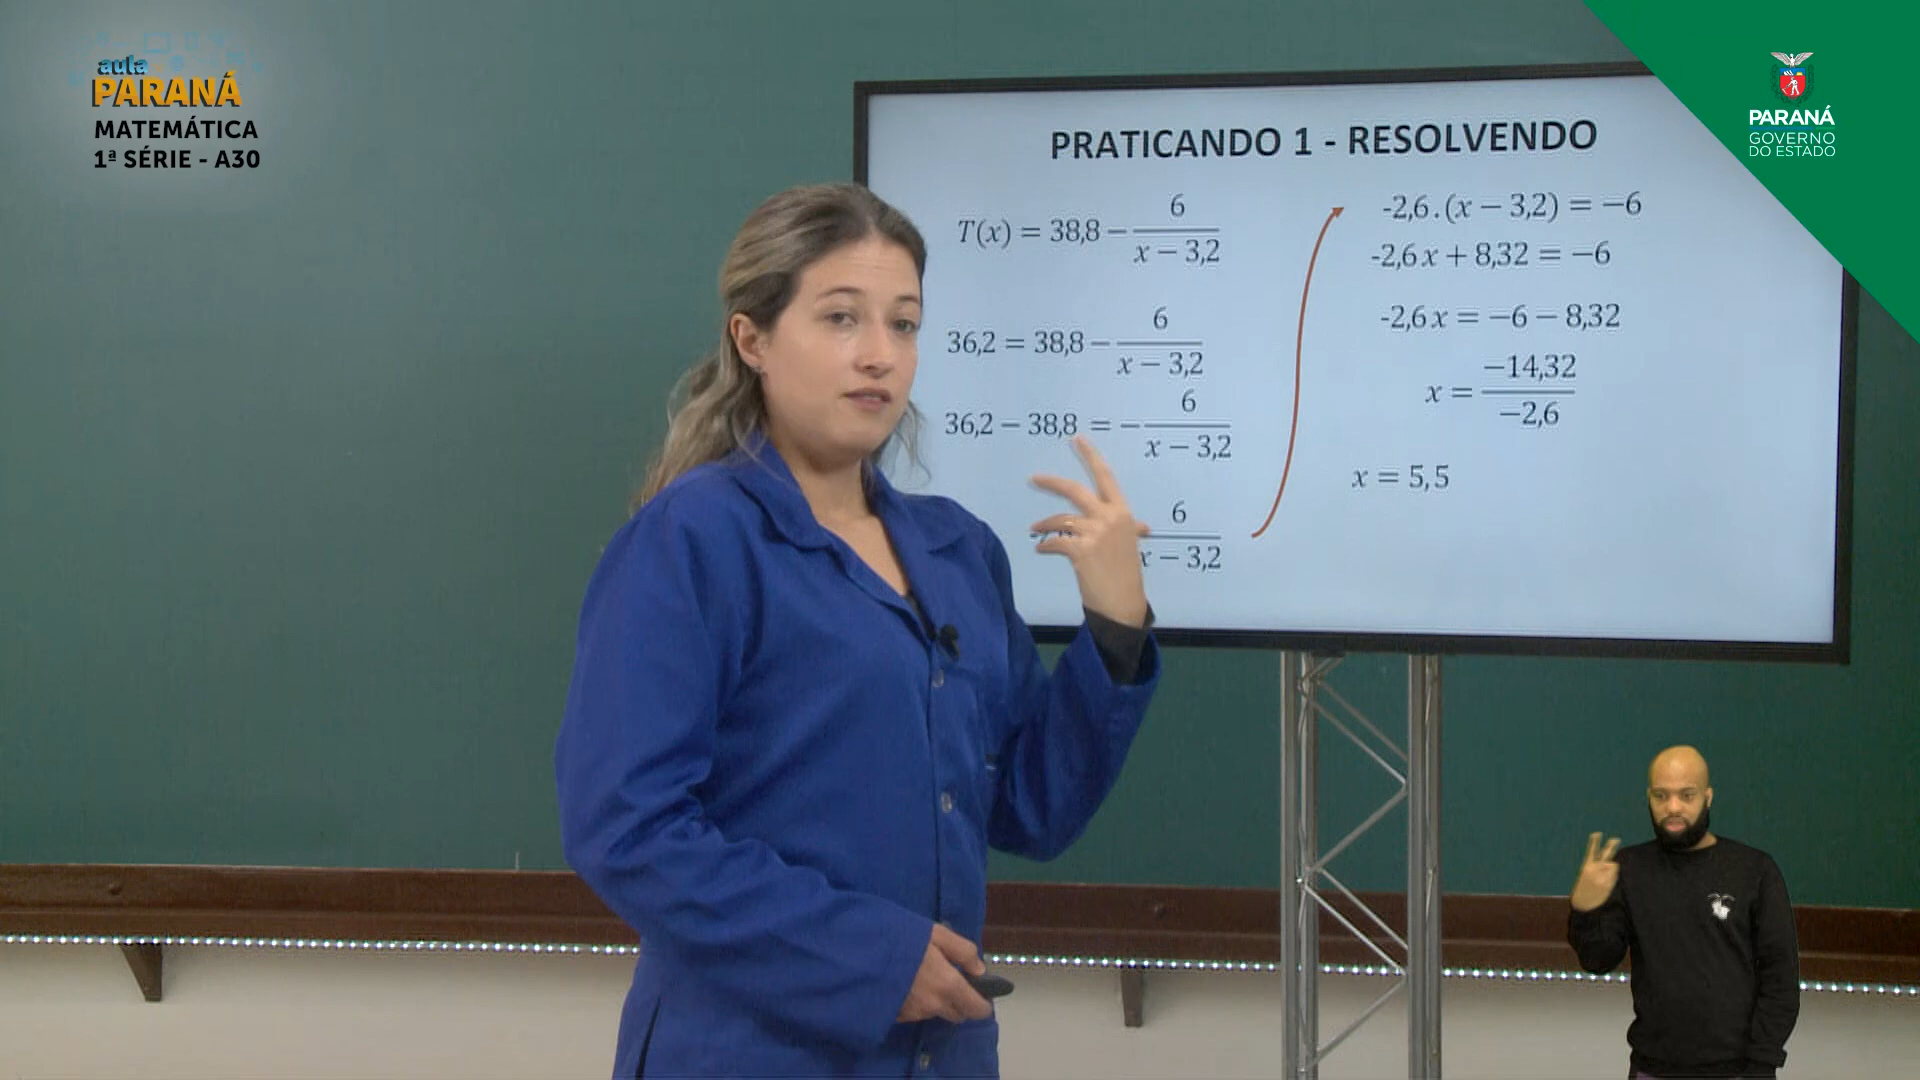 aula
PARANÁ
MATEMÁTICA
1ª SÉRIE - A30
PARANÁ
GOVERNO
DO ESTADO
PRATICANDO 1 - RESOLVENDO
T(x) = 38,8 − 6/(x − 3,2)
36,2 = 38,8 − 6/(x − 3,2)
36,2 − 38,8 = − 6/(x − 3,2)
6/(x − 3,2)
-2,6.(x − 3,2) = −6
-2,6x + 8,32 = −6
-2,6x = −6 − 8,32
x = −14,32/−2,6
x = 5,5